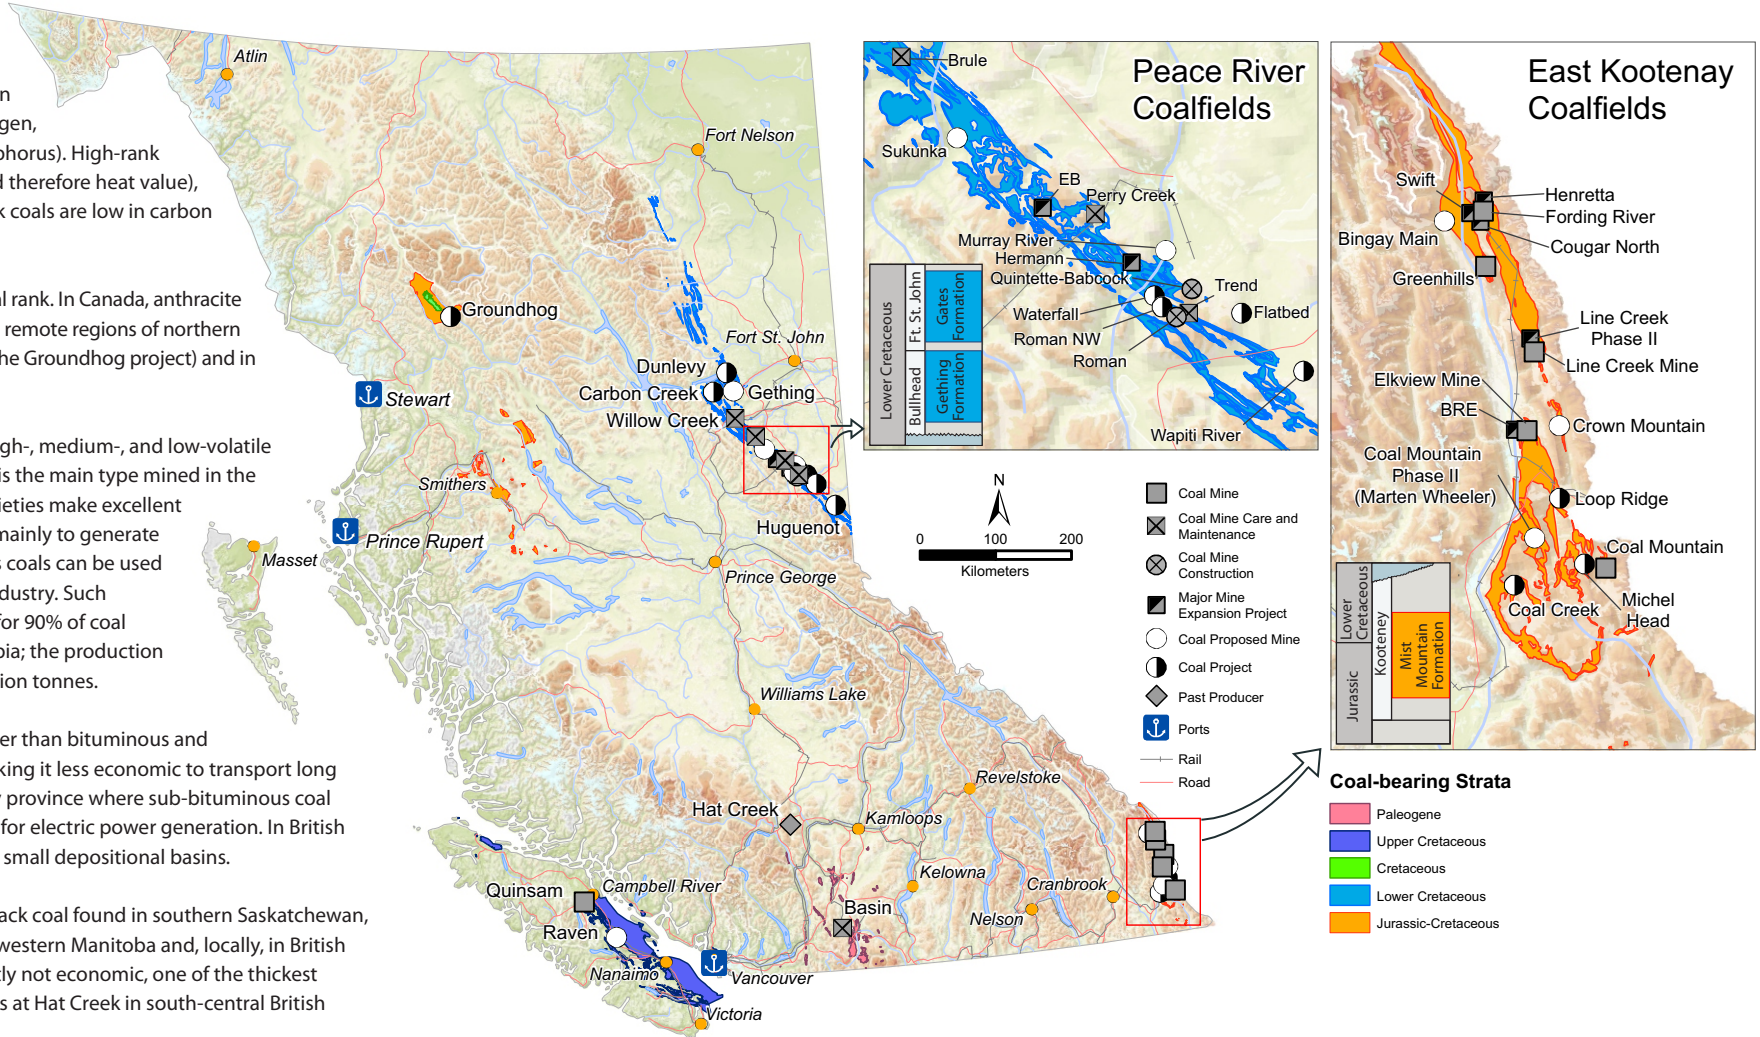 n
gen,
phorus). High-rank
d therefore heat value),
k coals are low in carbon
al rank. In Canada, anthracite
remote regions of northern
he Groundhog project) and in
gh-, medium-, and low-volatile
is the main type mined in the
ieties make excellent
mainly to generate
s coals can be used
dustry. Such
for 90% of coal
bia; the production
ion tonnes.
er than bituminous and
king it less economic to transport long
y province where sub-bituminous coal
for electric power generation. In British
small depositional basins.
ack coal found in southern Saskatchewan,
western Manitoba and, locally, in British
tly not economic, one of the thickest
s at Hat Creek in south-central British
Atlin
Fort Nelson
Groundhog
Fort St. John
Dunlevy
Carbon Creek
Gething
Willow Creek
Stewart
Smithers
Huguenot
Prince Rupert
Masset
Prince George
Williams Lake
Revelstoke
Hat Creek
Kamloops
Quinsam
Campbell River
Kelowna
Cranbrook
Basin
Nelson
Raven
Nanaimo
Vancouver
Victoria
Peace River
Coalfields
Brule
Sukunka
EB
Perry Creek
Murray River
Hermann
Quintette-Babcock
Trend
Waterfall
Flatbed
Roman NW
Roman
Wapiti River
Lower Cretaceous
Bullhead
Ft. St. John
Gates
Formation
Gething
Formation
N
0 100 200
Kilometers
Coal Mine
Coal Mine Care and
Maintenance
Coal Mine
Construction
Major Mine
Expansion Project
Coal Proposed Mine
Coal Project
Past Producer
Ports
Rail
Road
East Kootenay
Coalfields
Swift
Henretta
Fording River
Bingay Main
Cougar North
Greenhills
Line Creek
Phase II
Line Creek Mine
Elkview Mine
BRE
Crown Mountain
Coal Mountain
Phase II
(Marten Wheeler)
Loop Ridge
Coal Mountain
Coal Creek
Michel
Head
Jurassic
Lower
Cretaceous
Kooteney
Mist
Mountain
Formation
Coal-bearing Strata
Paleogene
Upper Cretaceous
Cretaceous
Lower Cretaceous
Jurassic-Cretaceous